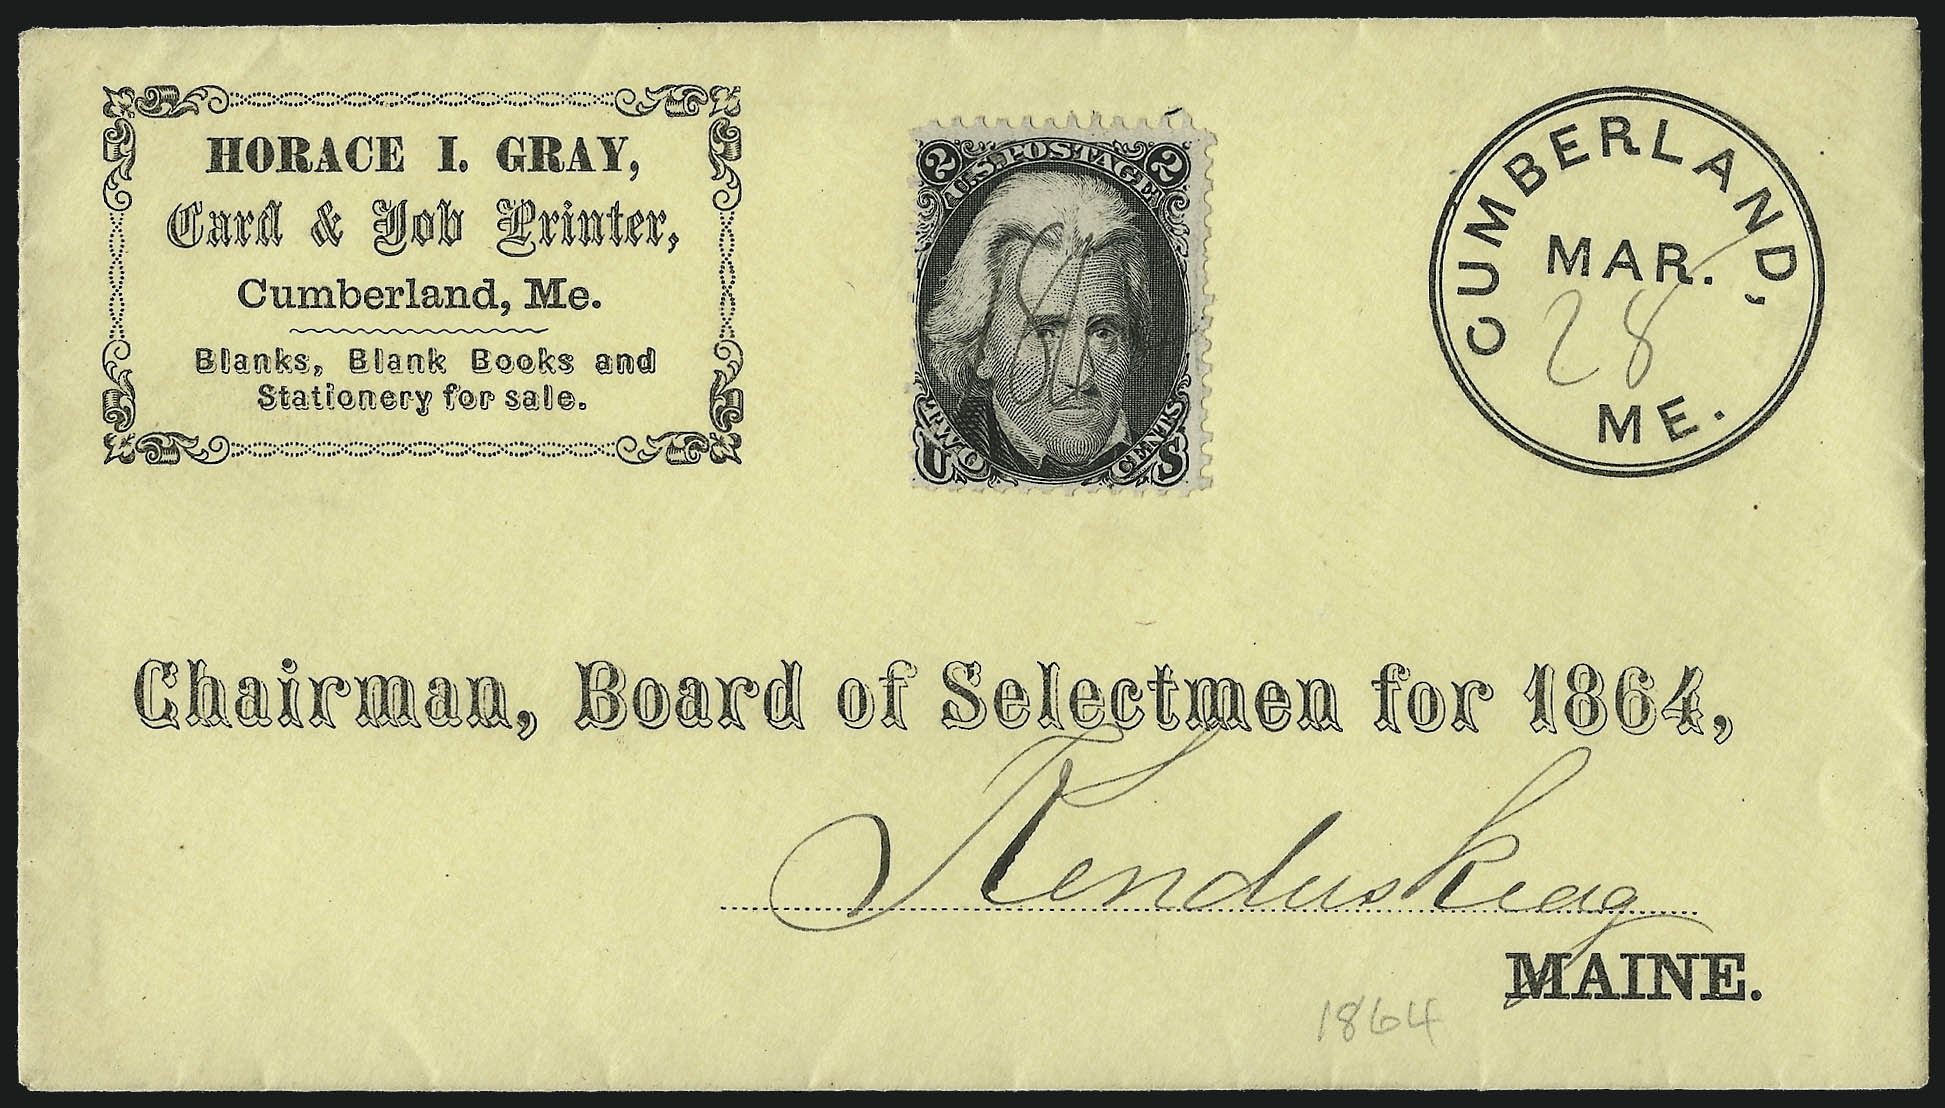 HORACE I. GRAY,
Card & Job Printer,
Cumberland, Me.
Blanks, Blank Books and
Stationery for sale.
2 U.S. POSTAGE 2
TWO CENTS
U S
CUMBERLAND,
MAR.
28
ME.
Chairman, Board of Selectmen for 1864,
Kenduskeag
MAINE.
1864